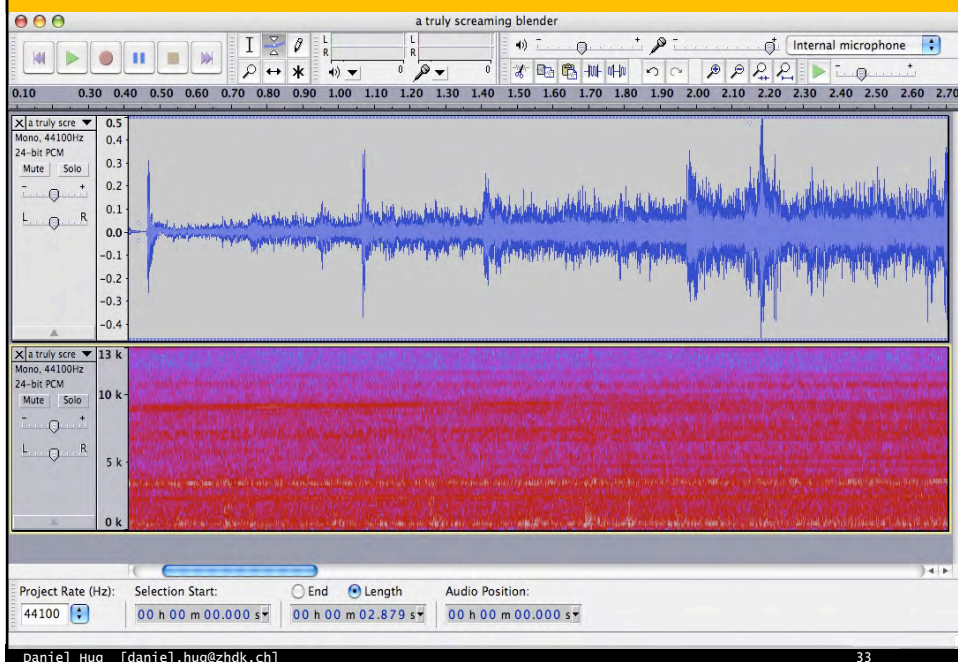 a truly screaming blender
L
R
L
R
Internal microphone
0
0
0.10 0.30 0.40 0.50 0.60 0.70 0.80 0.90 1.00 1.10 1.20 1.30 1.40 1.50 1.60 1.70 1.80 1.90 2.00 2.10 2.20 2.30 2.40 2.50 2.60 2.70
X a truly scre
Mono, 44100Hz
24-bit PCM
Mute Solo
- +
L R
0.5
0.4
0.3
0.2
0.1
0.0
-0.1
-0.2
-0.3
-0.4
X a truly scre
Mono, 44100Hz
24-bit PCM
Mute Solo
- +
L R
13 k
10 k
5 k
0 k
Project Rate (Hz): Selection Start: End Length Audio Position:
44100 00 h 00 m 00.000 s 00 h 00 m 02.879 s 00 h 00 m 00.000 s
Daniel Hug [daniel.hug@zhdk.ch] 33